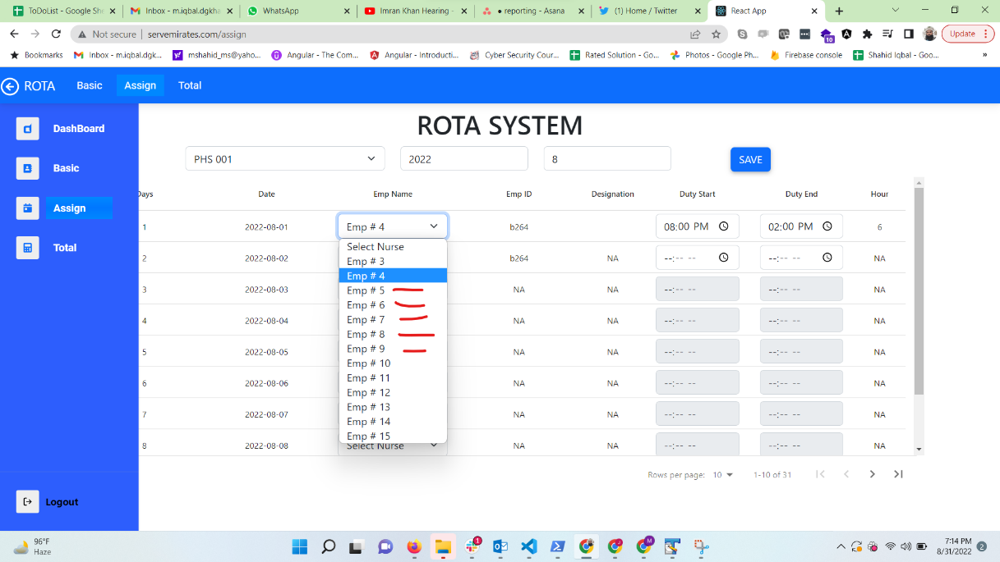 ToDoList - Google She
Inbox - m.iqbal.dgkha
WhatsApp
Imran Khan Hearing -
● reporting - Asana
(1) Home / Twitter
React App
Not secure | servemirates.com/assign
10
Update
Bookmarks
Inbox - m.iqbal.dgk...
mshahid_ms@yaho...
Angular - The Com...
Angular - Introducti...
Cyber Security Cour...
Rated Solution - Go...
Photos - Google Ph...
Firebase console
Shahid Iqbal - Goo...
»
ROTA
Basic
Assign
Total
DashBoard
Basic
Assign
Total
Logout
ROTA SYSTEM
PHS 001
2022
8
SAVE
Days Date Emp Name Emp ID Designation Duty Start Duty End Hour
1 2022-08-01 Emp # 4 b264 08:00 PM 02:00 PM 6
2 2022-08-02 b264 NA --:-- -- --:-- -- NA
3 2022-08-03 NA NA --:-- -- --:-- -- NA
4 2022-08-04 NA NA --:-- -- --:-- -- NA
5 2022-08-05 NA NA --:-- -- --:-- -- NA
6 2022-08-06 NA NA --:-- -- --:-- -- NA
7 2022-08-07 NA NA --:-- -- --:-- -- NA
8 2022-08-08 Select Nurse NA NA --:-- -- --:-- -- NA
Select Nurse
Emp # 3
Emp # 4
Emp # 5
Emp # 6
Emp # 7
Emp # 8
Emp # 9
Emp # 10
Emp # 11
Emp # 12
Emp # 13
Emp # 14
Emp # 15
Rows per page: 10 1-10 of 31
96°F
Haze
1
M
7:14 PM
8/31/2022
2